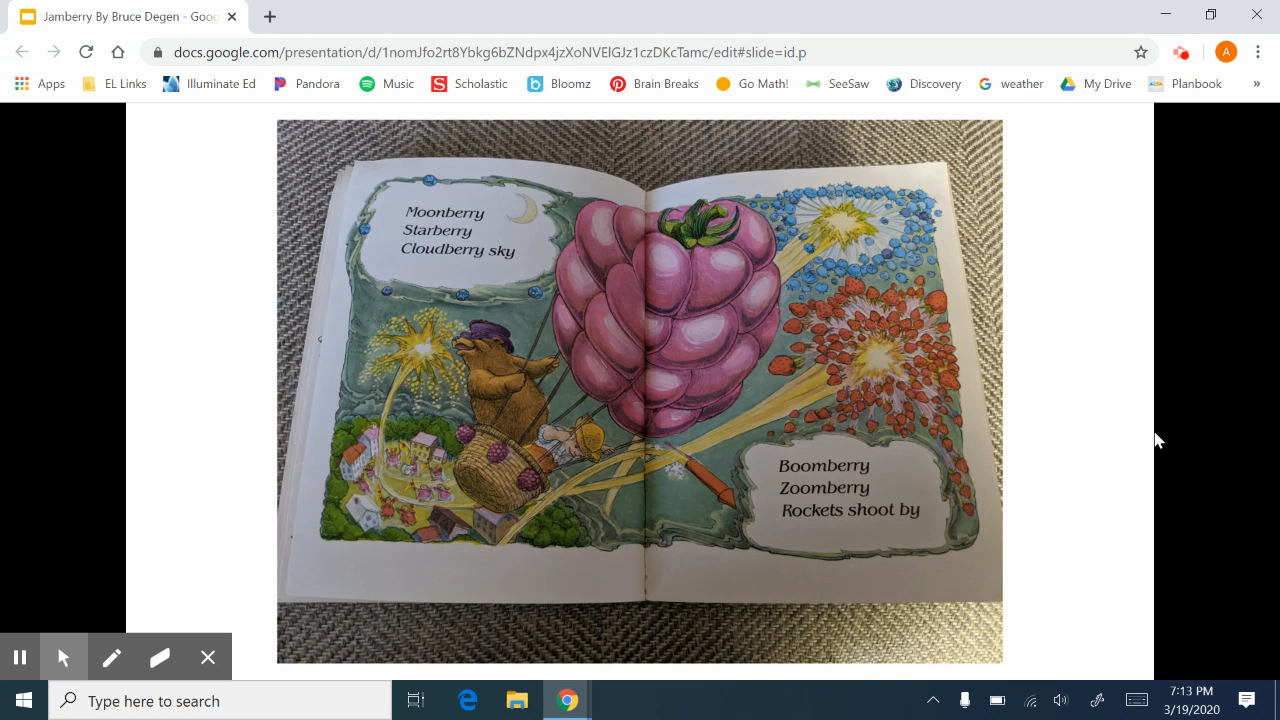 Jamberry By Bruce Degen - Goog
docs.google.com/presentation/d/1nomJfo2rt8Ybkg6bZNdpx4jzXoNVElGJz1czDKcTamc/edit#slide=id.p
A
Apps EL Links Illuminate Ed Pandora Music Scholastic Bloomz Brain Breaks Go Math! SeeSaw Discovery weather My Drive Planbook »
Moonberry
Starberry
Cloudberry sky
Boomberry
Zoomberry
Rockets shoot by
Type here to search
7:13 PM
3/19/2020